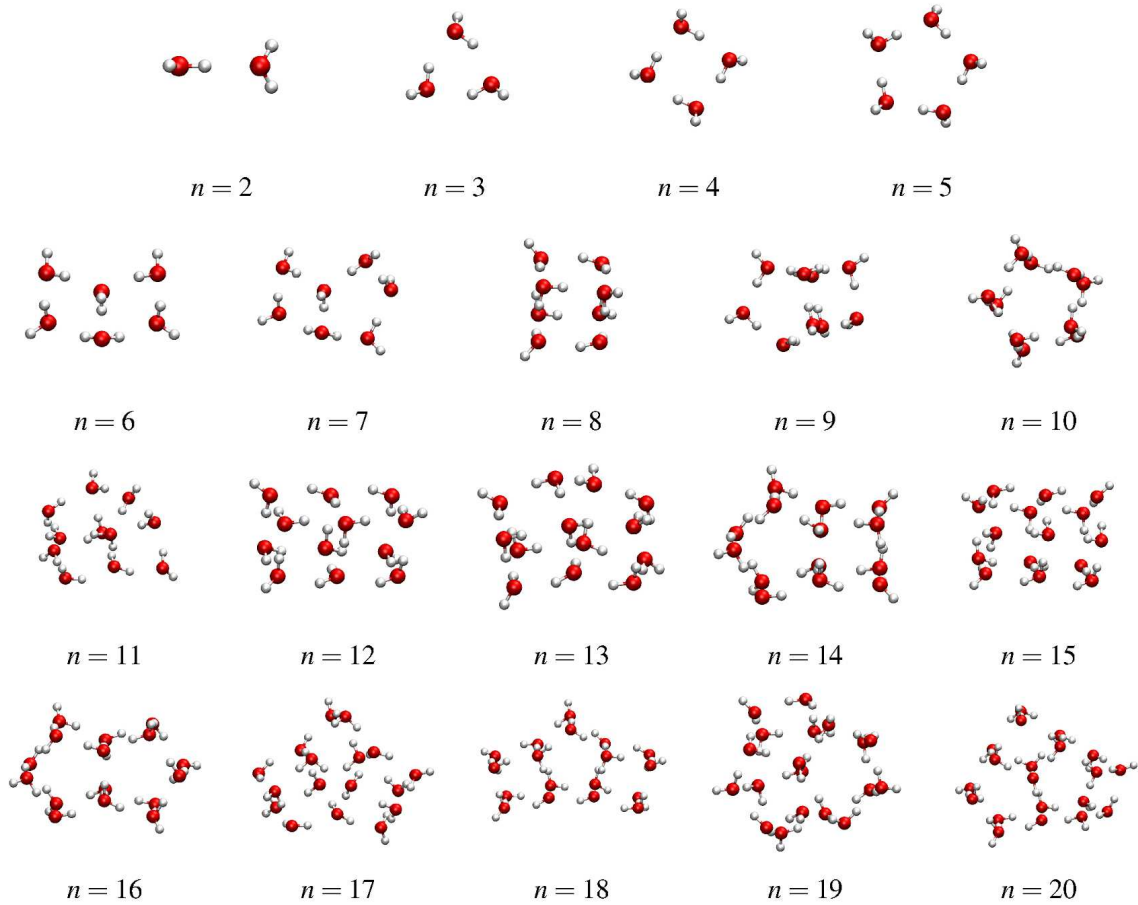 n = 2 n = 3 n = 4 n = 5
n = 6 n = 7 n = 8 n = 9 n = 10
n = 11 n = 12 n = 13 n = 14 n = 15
n = 16 n = 17 n = 18 n = 19 n = 20